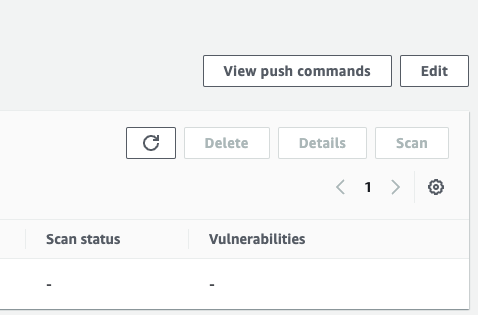 View push commands Edit
Delete Details Scan
1
Scan status Vulnerabilities
- -